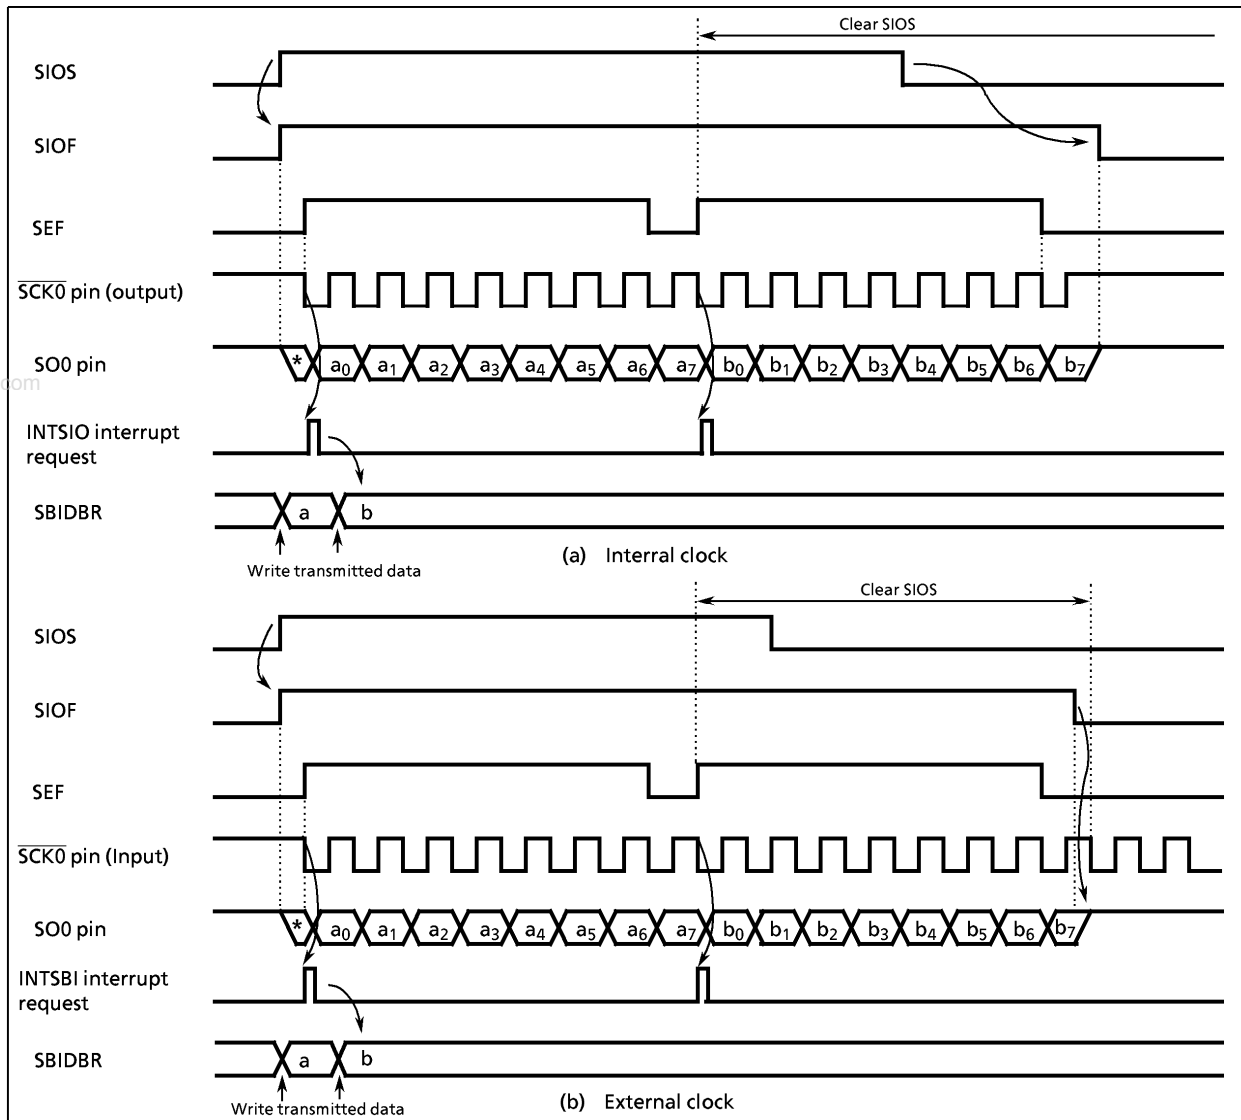 Clear SIOS
SIOS
SIOF
SEF
SCK0 pin (output)
SO0 pin
* a0 a1 a2 a3 a4 a5 a6 a7 b0 b1 b2 b3 b4 b5 b6 b7
com
INTSIO interrupt
request
SBIDBR
a b
(a) Interral clock
Write transmitted data
Clear SIOS
SIOS
SIOF
SEF
SCK0 pin (Input)
SO0 pin
* a0 a1 a2 a3 a4 a5 a6 a7 b0 b1 b2 b3 b4 b5 b6 b7
INTSBI interrupt
request
SBIDBR
a b
(b) External clock
Write transmitted data